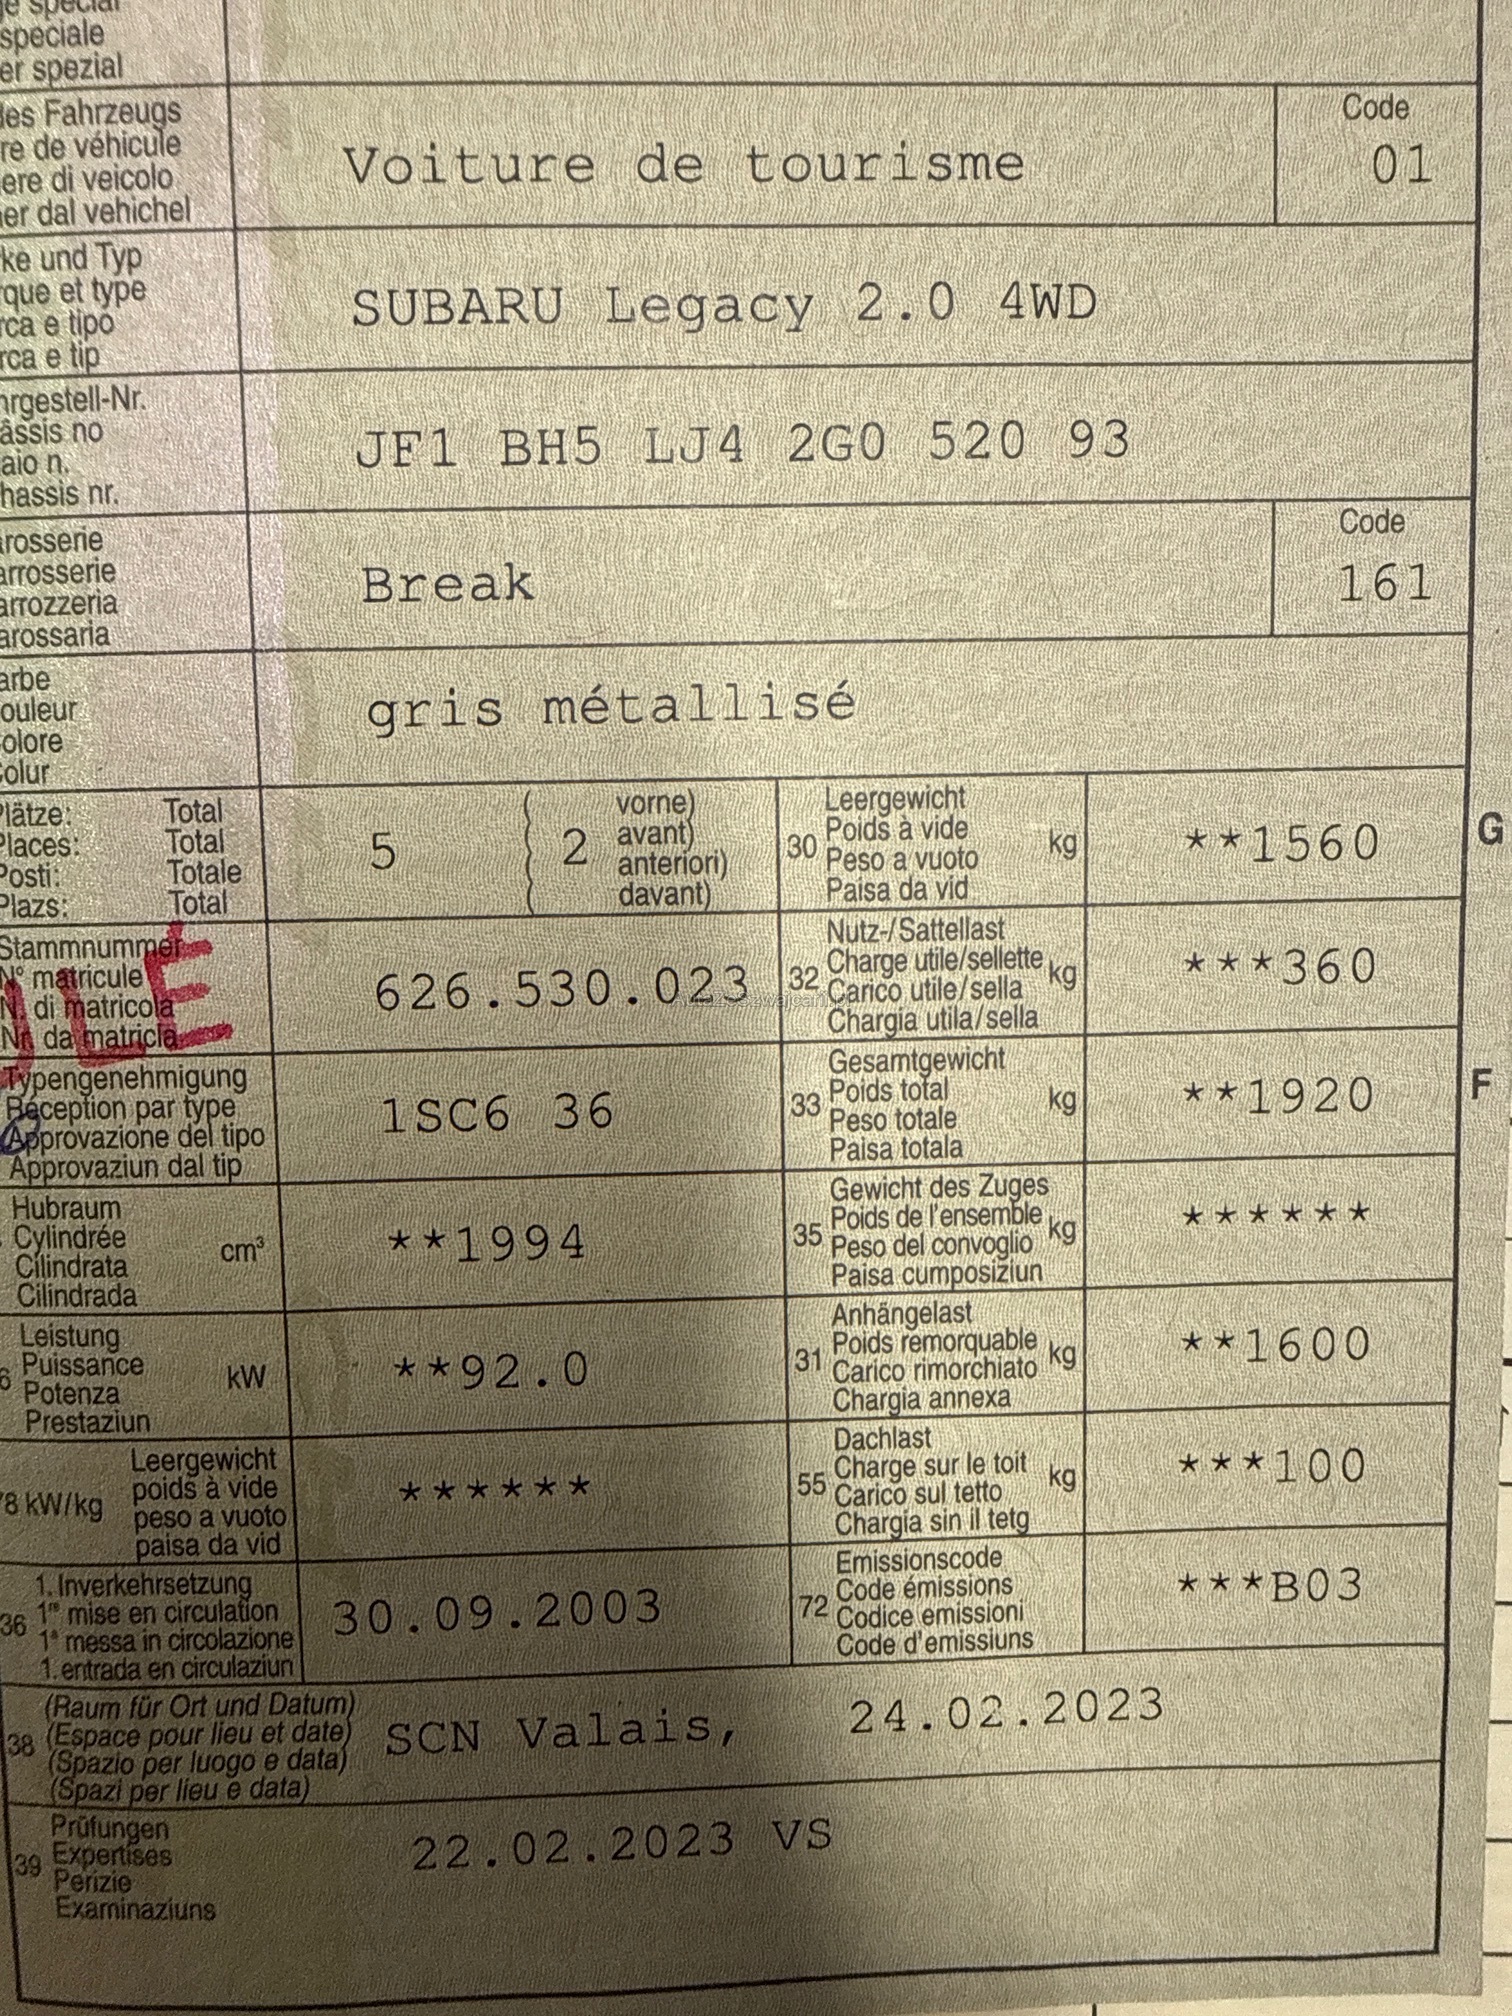 speciale
er spezial
des Fahrzeugs
re de véhicule
ere di veicolo
er dal vehichel
Voiture de tourisme
Code
01
ke und Typ
que et type
rca e tipo
rca e tip
SUBARU Legacy 2.0 4WD
hrgestell-Nr.
âssis no
aio n.
hassis nr.
JF1 BH5 LJ4 2G0 520 93
rosserie
arrosserie
arrozzeria
arossaria
Break
Code
161
arbe
ouleur
olore
olur
gris métallisé
Plätze: Total
Places: Total
Posti: Totale
Plazs: Total
5
2
vorne)
avant)
anteriori)
davant)
30 Leergewicht
Poids à vide
Peso a vuoto
Paisa da vid
kg
**1560
G
Stammnummer
N° matricule
N. di matricola
Nr. da matricla
626.530.023
32 Nutz-/Sattellast
Charge utile/sellette
Carico utile/sella
Chargia utila/sella
kg
***360
Typengenehmigung
Réception par type
Approvazione del tipo
Approvaziun dal tip
1SC6 36
33 Gesamtgewicht
Poids total
Peso totale
Paisa totala
kg
**1920
F
Hubraum
Cylindrée
Cilindrata
Cilindrada
cm³
**1994
35 Gewicht des Zuges
Poids de l'ensemble
Peso del convoglio
Paisa cumposiziun
kg
******
Leistung
Puissance
Potenza
Prestaziun
kW
**92.0
31 Anhängelast
Poids remorquable
Carico rimorchiato
Chargia annexa
kg
**1600
78 kW/kg
Leergewicht
poids à vide
peso a vuoto
paisa da vid
******
55 Dachlast
Charge sur le toit
Carico sul tetto
Chargia sin il tetg
kg
***100
36 1. Inverkehrsetzung
1re mise en circulation
1a messa in circolazione
1. entrada en circulaziun
30.09.2003
72 Emissionscode
Code émissions
Codice emissioni
Code d'emissiuns
***B03
38 (Raum für Ort und Datum)
(Espace pour lieu et date)
(Spazio per luogo e data)
(Spazi per lieu e data)
SCN Valais, 24.02.2023
39 Prüfungen
Expertises
Perizie
Examinaziuns
22.02.2023 VS